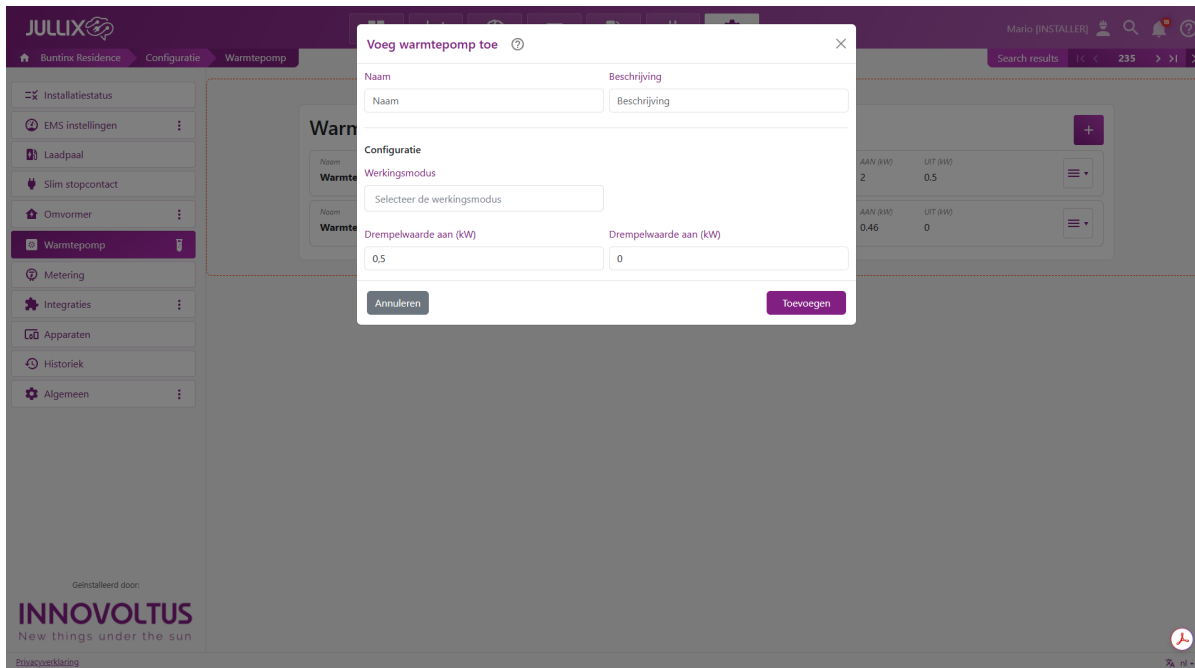 JULLIX
Mario [INSTALLER]
Buntinx Residence Configuratie Warmtepomp
Search results 235
Voeg warmtepomp toe
Naam Beschrijving
Naam Beschrijving
Configuratie
Werkingsmodus
Selecteer de werkingsmodus
Drempelwaarde aan (kW) Drempelwaarde aan (kW)
0,5 0
Annuleren Toevoegen
Installatiestatus
EMS instellingen
Laadpaal
Slim stopcontact
Omvormer
Warmtepomp
Metering
Integraties
Apparaten
Historiek
Algemeen
Warm
+
Naam AAN (kW) UIT (kW)
Warmte 2 0.5
Naam AAN (kW) UIT (kW)
Warmte 0.46 0
Geïnstalleerd door:
INNOVOLTUS
New things under the sun
Privacyverklaring
nl